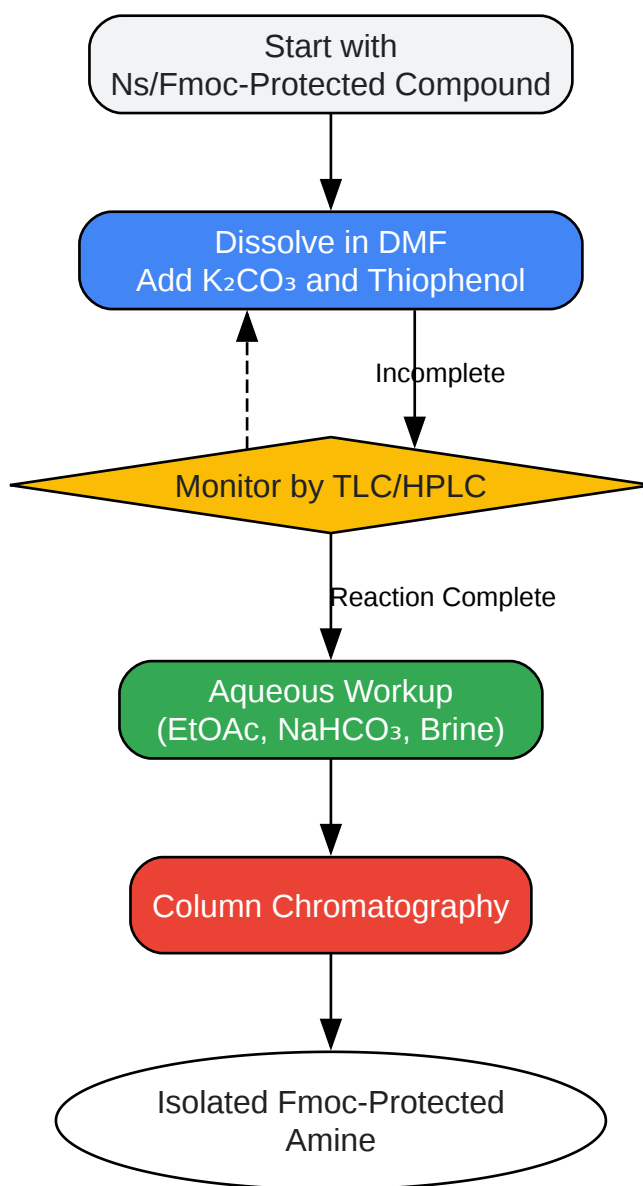 Start with
Ns/Fmoc-Protected Compound
Dissolve in DMF
Add K₂CO₃ and Thiophenol
Incomplete
Monitor by TLC/HPLC
Reaction Complete
Aqueous Workup
(EtOAc, NaHCO₃, Brine)
Column Chromatography
Isolated Fmoc-Protected
Amine